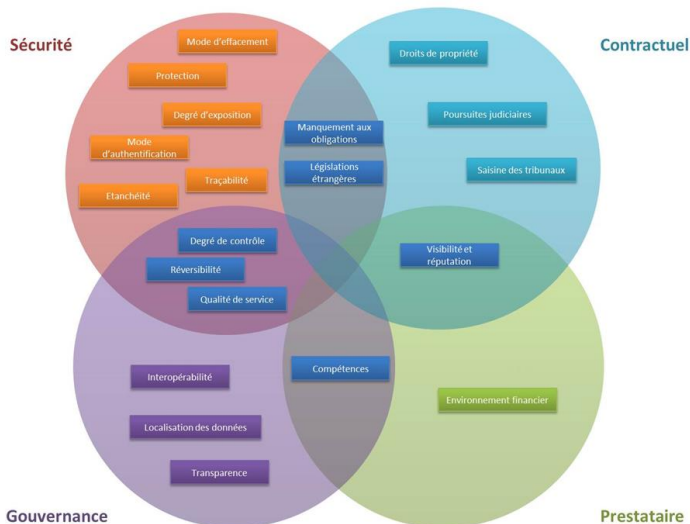 Sécurité
Contractuel
Mode d'effacement
Droits de propriété
Protection
Degré d'exposition
Poursuites judiciaires
Manquement aux
obligations
Mode
d'authentification
Législations
étrangères
Saisine des tribunaux
Traçabilité
Etanchéité
Degré de contrôle
Visibilité et
réputation
Réversibilité
Qualité de service
Compétences
Interopérabilité
Environnement financier
Localisation des données
Transparence
Gouvernance
Prestataire